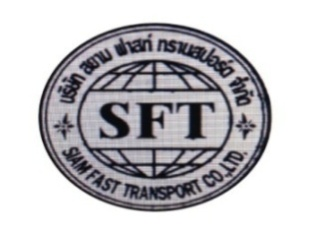 บริษัท สยาม ฟาสท์ ทรานสปอร์ต จำกัด
SFT
SIAM FAST TRANSPORT CO.,LTD.